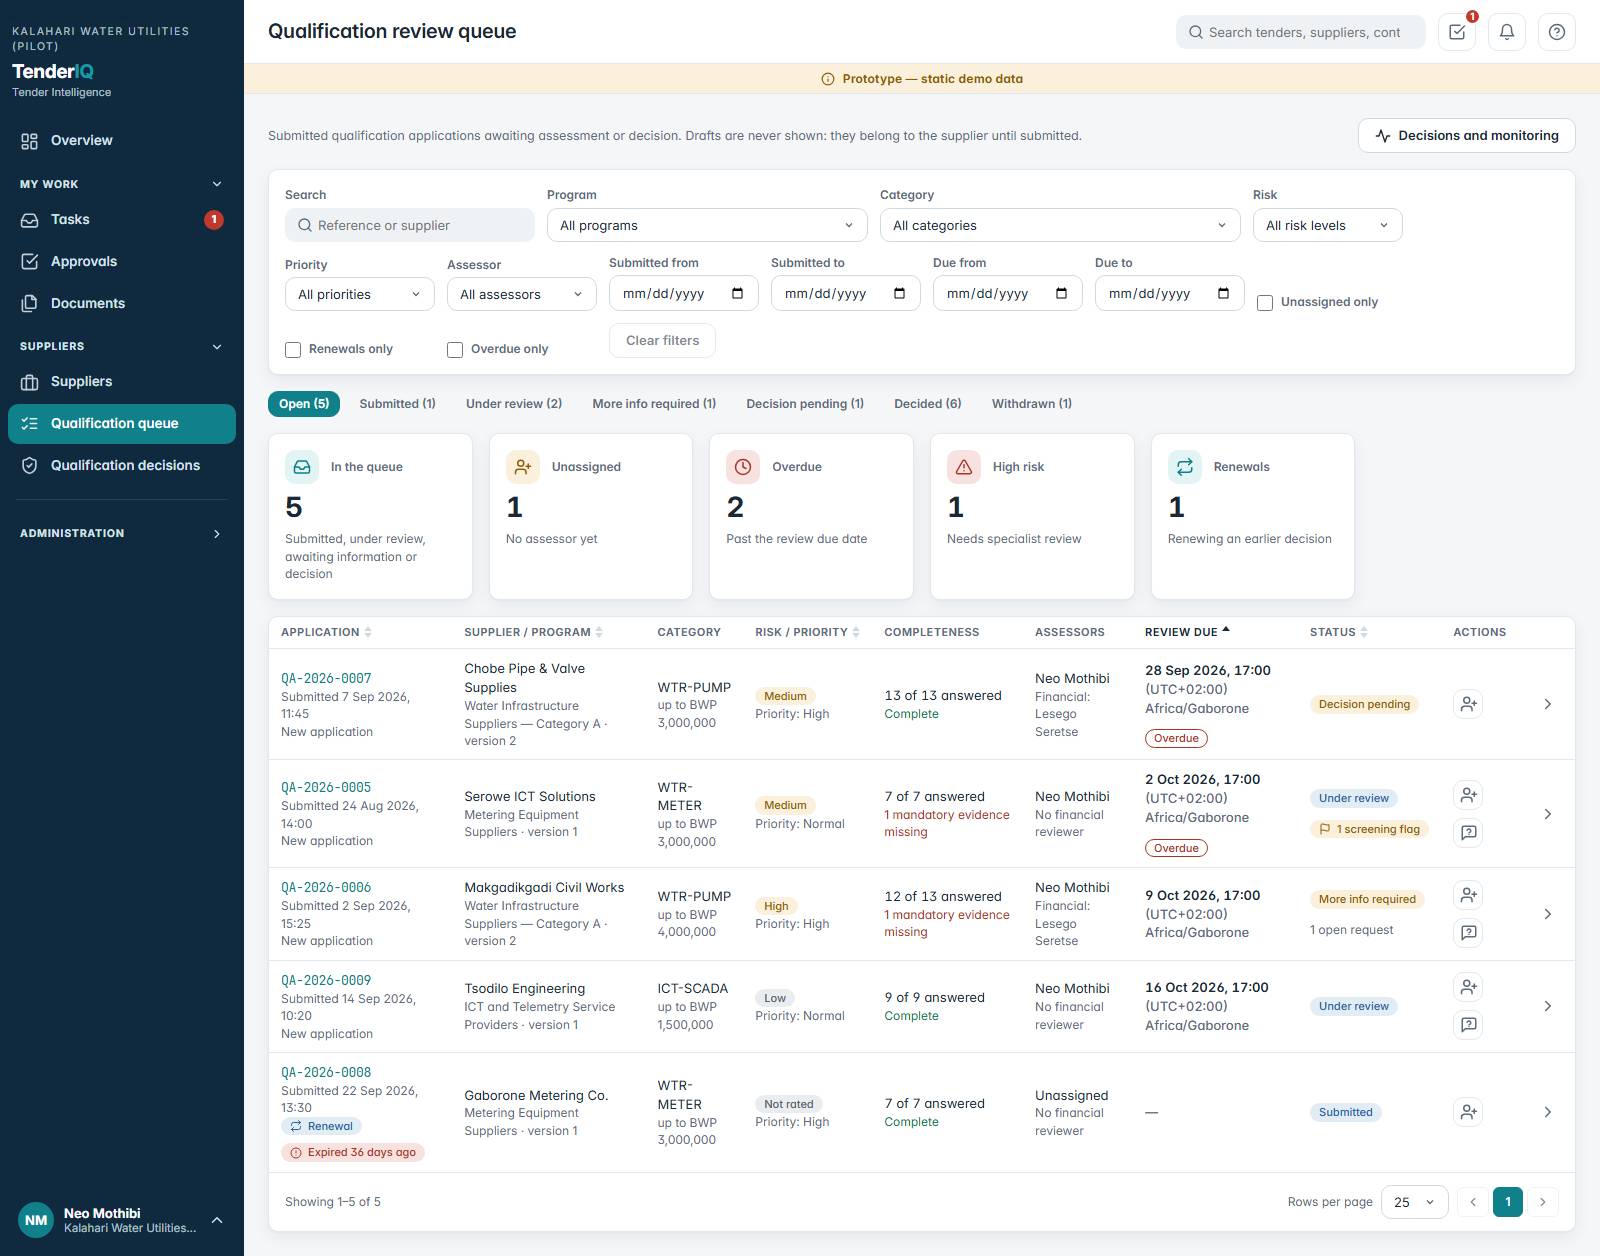 KALAHARI WATER UTILITIES
(PILOT)
TenderIQ
Tender Intelligence
Overview
MY WORK
Tasks
1
Approvals
Documents
SUPPLIERS
Suppliers
Qualification queue
Qualification decisions
ADMINISTRATION
NM
Neo Mothibi
Kalahari Water Utilities...
Qualification review queue
Search tenders, suppliers, cont
1
Prototype — static demo data
Submitted qualification applications awaiting assessment or decision. Drafts are never shown: they belong to the supplier until submitted.
Decisions and monitoring
Search
Reference or supplier
Program
All programs
Category
All categories
Risk
All risk levels
Priority
All priorities
Assessor
All assessors
Submitted from
mm/dd/yyyy
Submitted to
mm/dd/yyyy
Due from
mm/dd/yyyy
Due to
mm/dd/yyyy
Unassigned only
Renewals only
Overdue only
Clear filters
Open (5)
Submitted (1)
Under review (2)
More info required (1)
Decision pending (1)
Decided (6)
Withdrawn (1)
In the queue
5
Submitted, under review,
awaiting information or
decision
Unassigned
1
No assessor yet
Overdue
2
Past the review due date
High risk
1
Needs specialist review
Renewals
1
Renewing an earlier decision
APPLICATION
SUPPLIER / PROGRAM
CATEGORY
RISK / PRIORITY
COMPLETENESS
ASSESSORS
REVIEW DUE
STATUS
ACTIONS
QA-2026-0007
Submitted 7 Sep 2026,
11:45
New application
Chobe Pipe & Valve
Supplies
Water Infrastructure
Suppliers — Category A ·
version 2
WTR-PUMP
up to BWP
3,000,000
Medium
Priority: High
13 of 13 answered
Complete
Neo Mothibi
Financial:
Lesego
Seretse
28 Sep 2026, 17:00
(UTC+02:00)
Africa/Gaborone
Overdue
Decision pending
QA-2026-0005
Submitted 24 Aug 2026,
14:00
New application
Serowe ICT Solutions
Metering Equipment
Suppliers · version 1
WTR-
METER
up to BWP
3,000,000
Medium
Priority: Normal
7 of 7 answered
1 mandatory evidence
missing
Neo Mothibi
No financial
reviewer
2 Oct 2026, 17:00
(UTC+02:00)
Africa/Gaborone
Overdue
Under review
1 screening flag
QA-2026-0006
Submitted 2 Sep 2026,
15:25
New application
Makgadikgadi Civil Works
Water Infrastructure
Suppliers — Category A ·
version 2
WTR-PUMP
up to BWP
4,000,000
High
Priority: High
12 of 13 answered
1 mandatory evidence
missing
Neo Mothibi
Financial:
Lesego
Seretse
9 Oct 2026, 17:00
(UTC+02:00)
Africa/Gaborone
More info required
1 open request
QA-2026-0009
Submitted 14 Sep 2026,
10:20
New application
Tsodilo Engineering
ICT and Telemetry Service
Providers · version 1
ICT-SCADA
up to BWP
1,500,000
Low
Priority: Normal
9 of 9 answered
Complete
Neo Mothibi
No financial
reviewer
16 Oct 2026, 17:00
(UTC+02:00)
Africa/Gaborone
Under review
QA-2026-0008
Submitted 22 Sep 2026,
13:30
Renewal
Expired 36 days ago
Gaborone Metering Co.
Metering Equipment
Suppliers · version 1
WTR-
METER
up to BWP
3,000,000
Not rated
Priority: High
7 of 7 answered
Complete
Unassigned
No financial
reviewer
—
Submitted
Showing 1–5 of 5
Rows per page
25
1